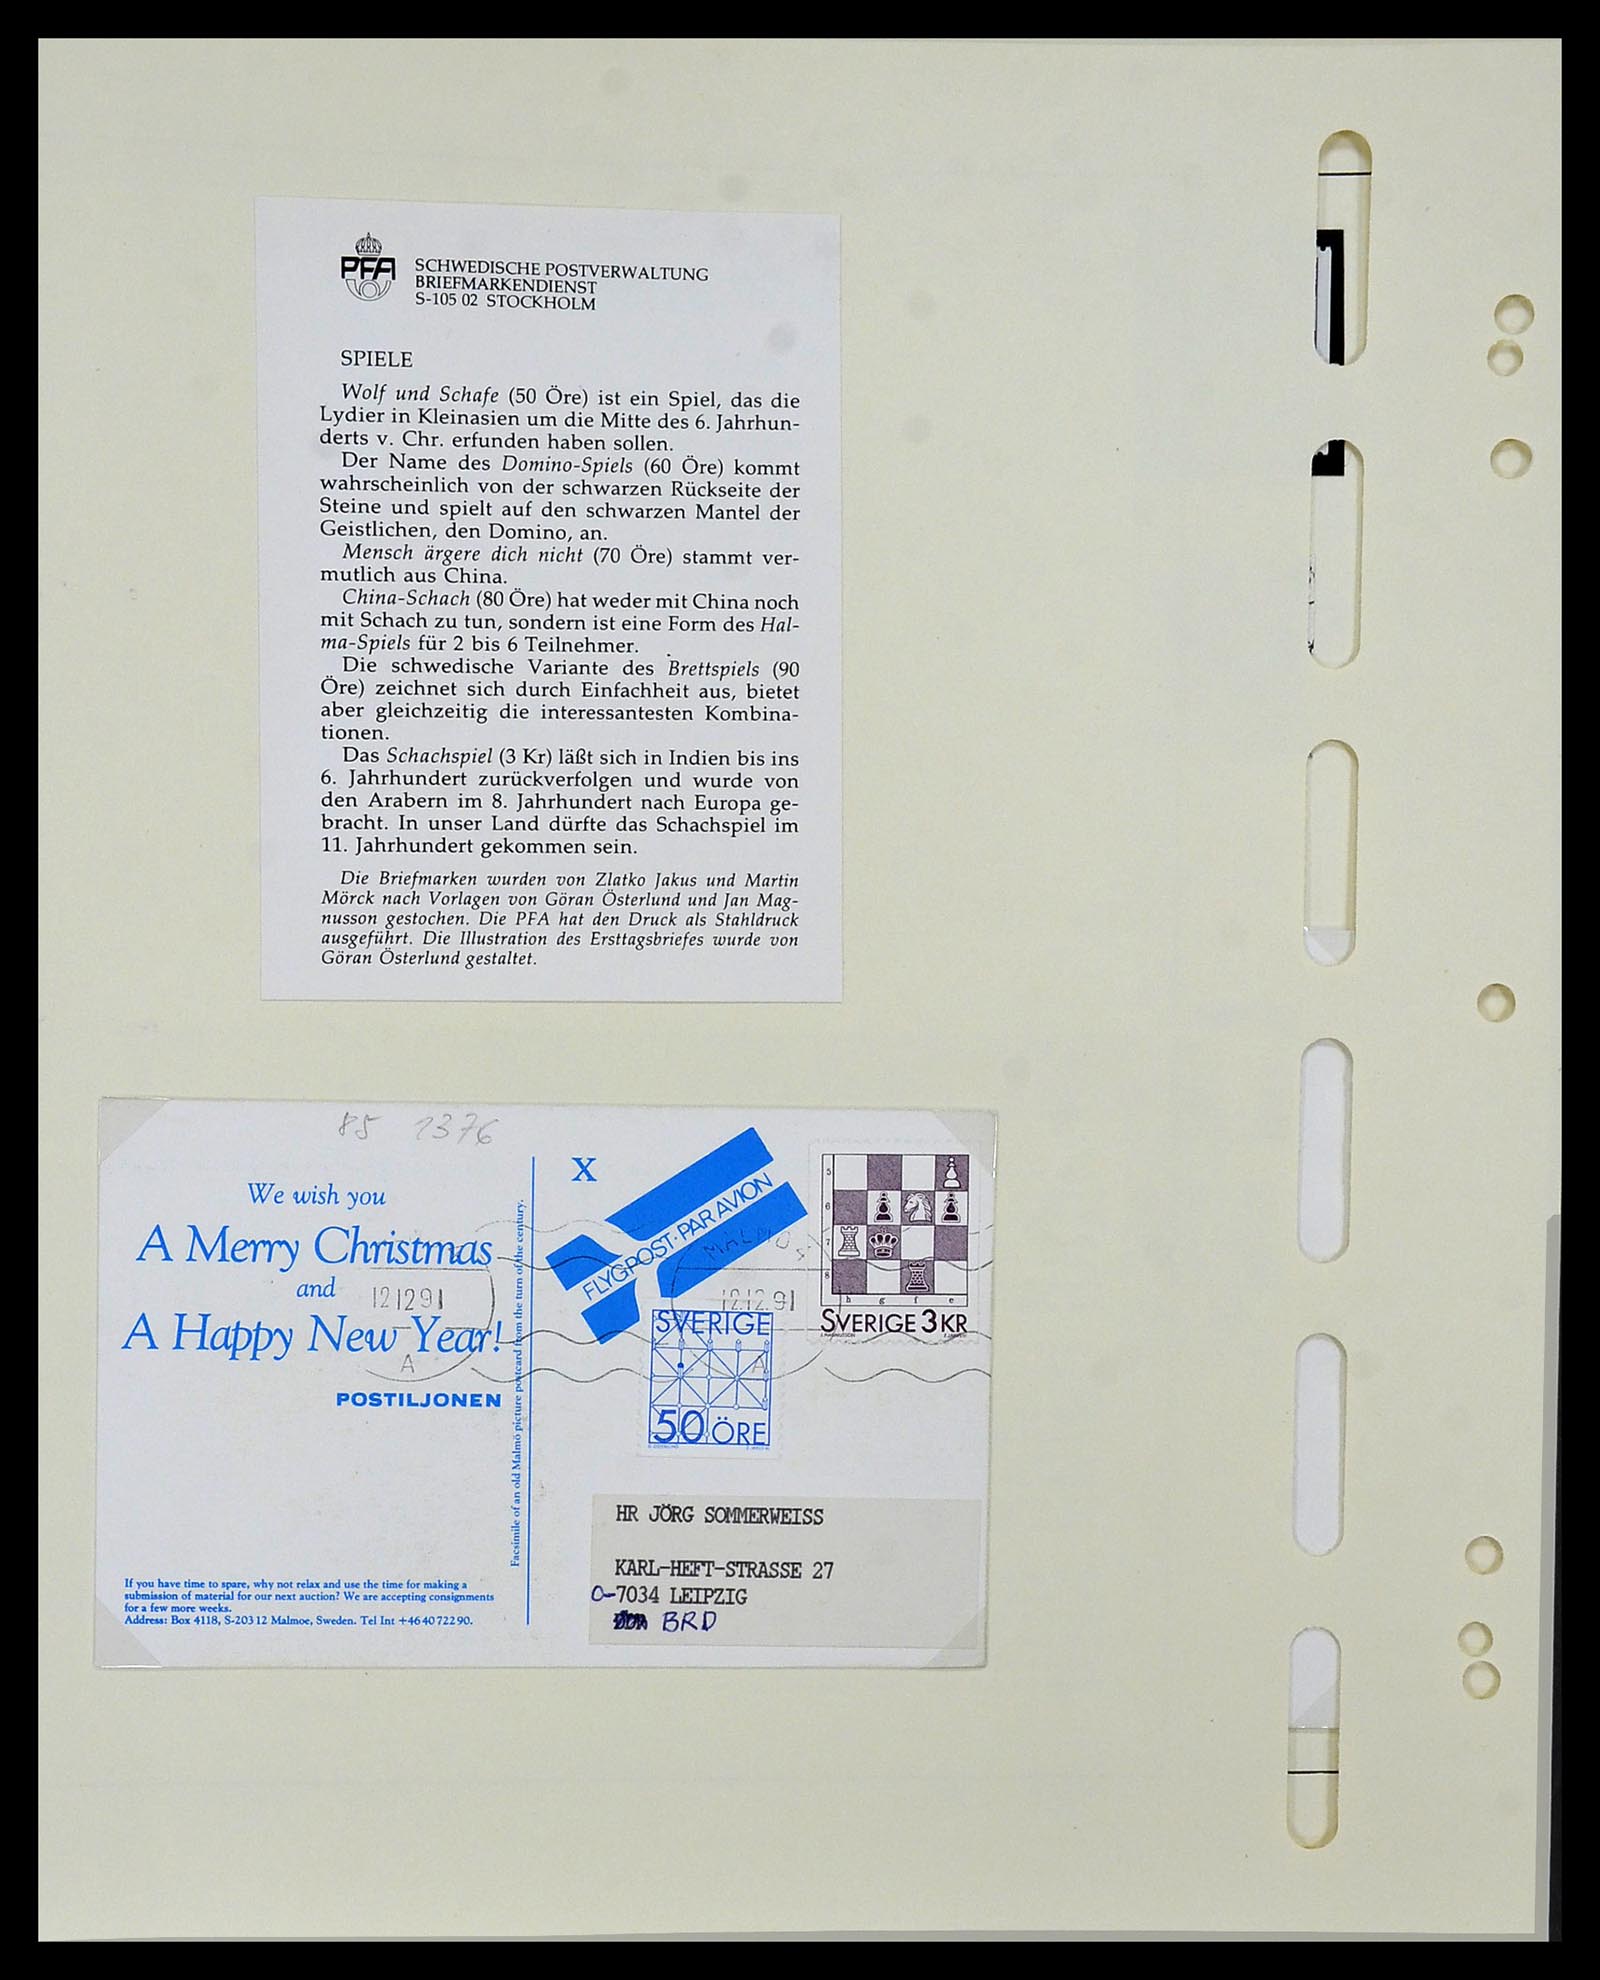 PFA
SCHWEDISCHE POSTVERWALTUNG
BRIEFMARKENDIENST
S-105 02 STOCKHOLM
SPIELE
Wolf und Schafe (50 Öre) ist ein Spiel, das die
Lydier in Kleinasien um die Mitte des 6. Jahrhun-
derts v. Chr. erfunden haben sollen.
Der Name des Domino-Spiels (60 Öre) kommt
wahrscheinlich von der schwarzen Rückseite der
Steine und spielt auf den schwarzen Mantel der
Geistlichen, den Domino, an.
Mensch ärgere dich nicht (70 Öre) stammt ver-
mutlich aus China.
China-Schach (80 Öre) hat weder mit China noch
mit Schach zu tun, sondern ist eine Form des Hal-
ma-Spiels für 2 bis 6 Teilnehmer.
Die schwedische Variante des Brettspiels (90
Öre) zeichnet sich durch Einfachheit aus, bietet
aber gleichzeitig die interessantesten Kombina-
tionen.
Das Schachspiel (3 Kr) läßt sich in Indien bis ins
6. Jahrhundert zurückverfolgen und wurde von
den Arabern im 8. Jahrhundert nach Europa ge-
bracht. In unser Land dürfte das Schachspiel im
11. Jahrhundert gekommen sein.
Die Briefmarken wurden von Zlatko Jakus und Martin
Mörck nach Vorlagen von Göran Österlund und Jan Mag-
nusson gestochen. Die PFA hat den Druck als Stahldruck
ausgeführt. Die Illustration des Ersttagsbriefes wurde von
Göran Österlund gestaltet.
85 1376
We wish you
A Merry Christmas
and
A Happy New Year!
POSTILJONEN
12 12 91
A
If you have time to spare, why not relax and use the time for making a
submission of material for our next auction? We are accepting consignments
for a few more weeks.
Address: Box 4118, S-203 12 Malmoe, Sweden. Tel Int +46 40 722 90.
Facsimile of an old Malmö picture postcard from the turn of the century.
X
FLYGPOST·PAR AVION
MALMÖ
12.12.91
A
5
6
7
8
h g f e
SVERIGE 3 KR
SVERIGE
50 ÖRE
HR JÖRG SOMMERWEISS
KARL-HEFT-STRASSE 27
O-7034 LEIPZIG
BRD